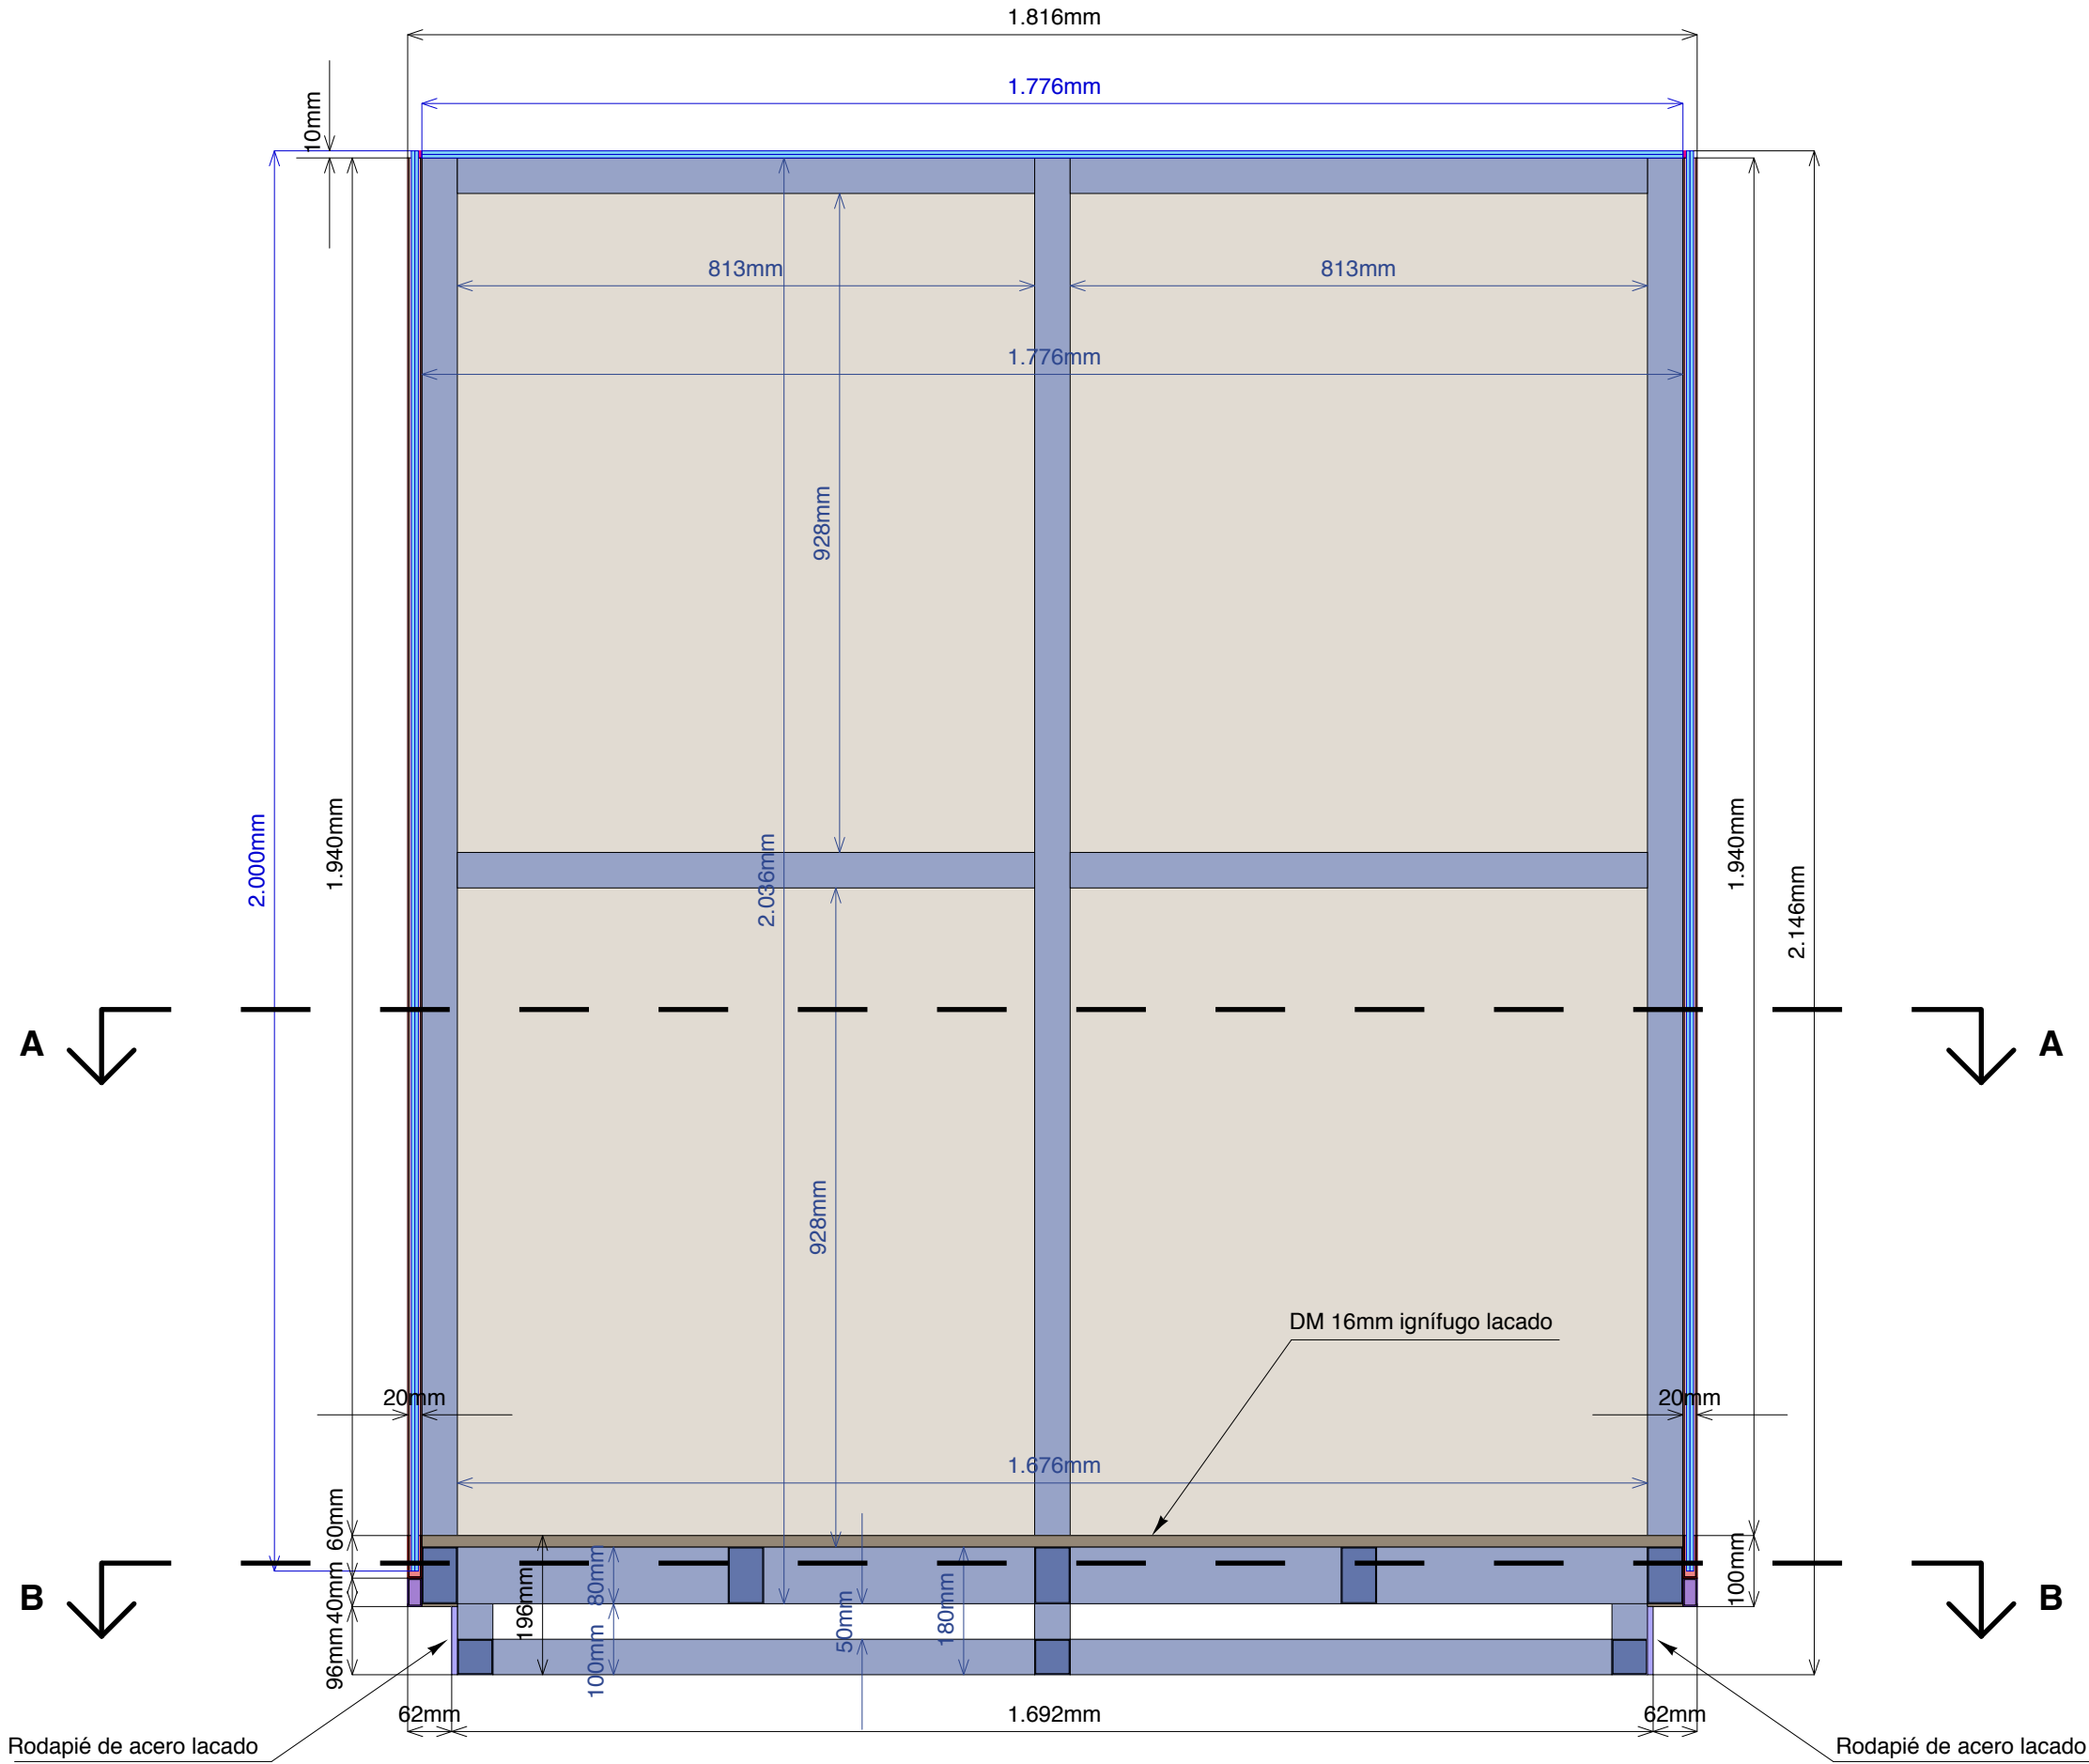 1.816mm
1.776mm
10mm
813mm
813mm
1.776mm
928mm
2.000mm
1.940mm
2.036mm
1.940mm
2.146mm
A
A
928mm
DM 16mm ignífugo lacado
20mm
20mm
1.676mm
60mm
40mm
96mm
196mm
80mm
100mm
50mm
180mm
100mm
B
B
62mm
1.692mm
62mm
Rodapié de acero lacado
Rodapié de acero lacado